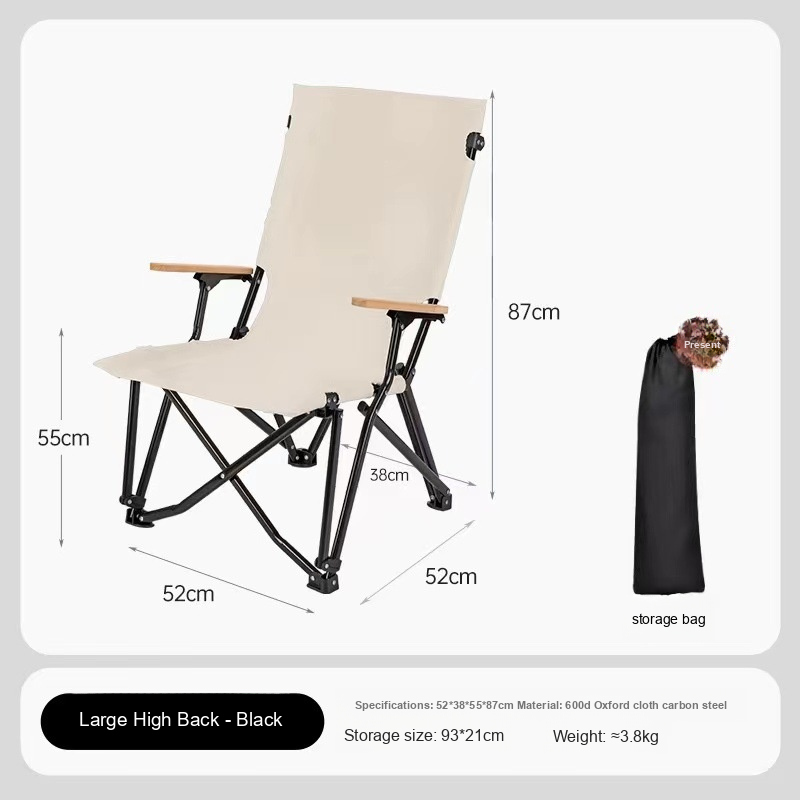 87cm
Present
55cm
38cm
52cm
52cm
storage bag
Large High Back - Black
Specifications: 52*38*55*87cm Material: 600d Oxford cloth carbon steel
Storage size: 93*21cm
Weight: ≈3.8kg